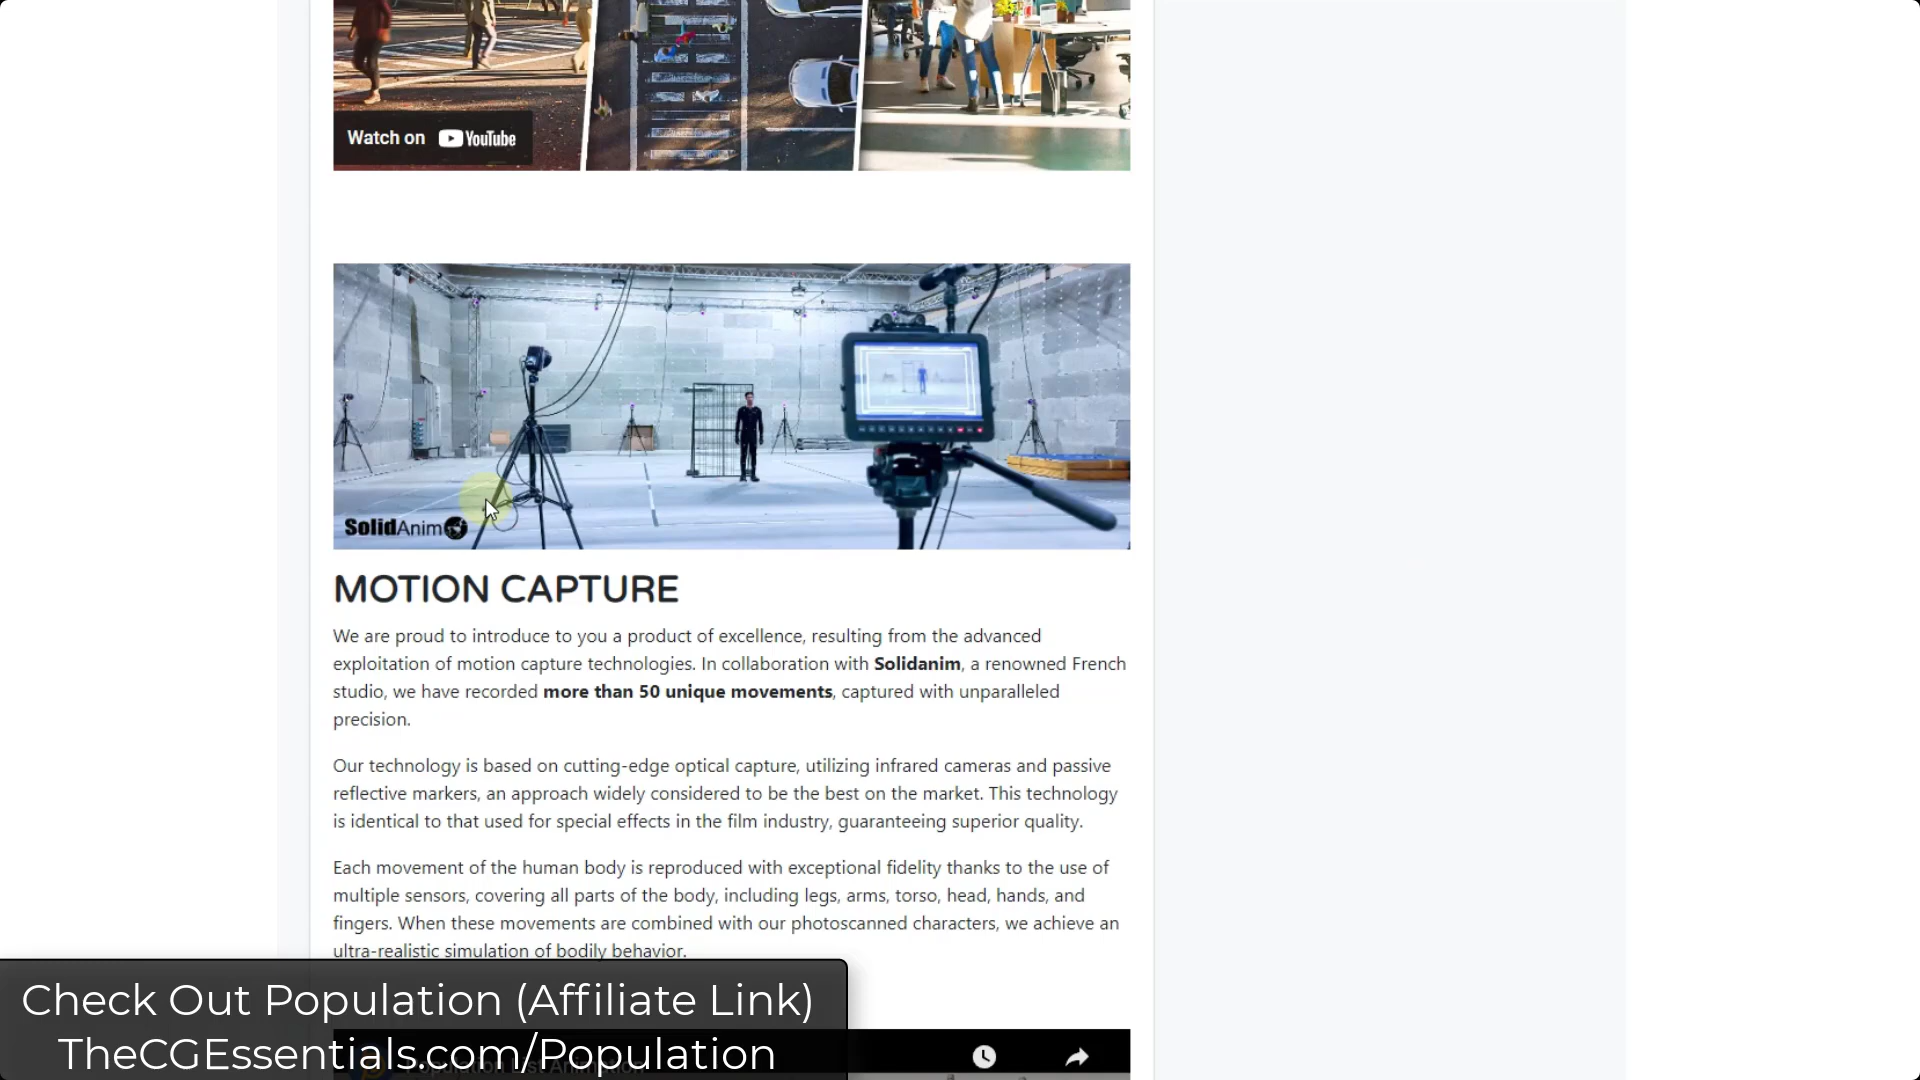 Watch on YouTube
SolidAnim
MOTION CAPTURE
We are proud to introduce to you a product of excellence, resulting from the advanced
exploitation of motion capture technologies. In collaboration with Solidanim, a renowned French
studio, we have recorded more than 50 unique movements, captured with unparalleled
precision.
Our technology is based on cutting-edge optical capture, utilizing infrared cameras and passive
reflective markers, an approach widely considered to be the best on the market. This technology
is identical to that used for special effects in the film industry, guaranteeing superior quality.
Each movement of the human body is reproduced with exceptional fidelity thanks to the use of
multiple sensors, covering all parts of the body, including legs, arms, torso, head, hands, and
fingers. When these movements are combined with our photoscanned characters, we achieve an
ultra-realistic simulation of bodily behavior.
Check Out Population (Affiliate Link)
TheCGEssentials.com/Population